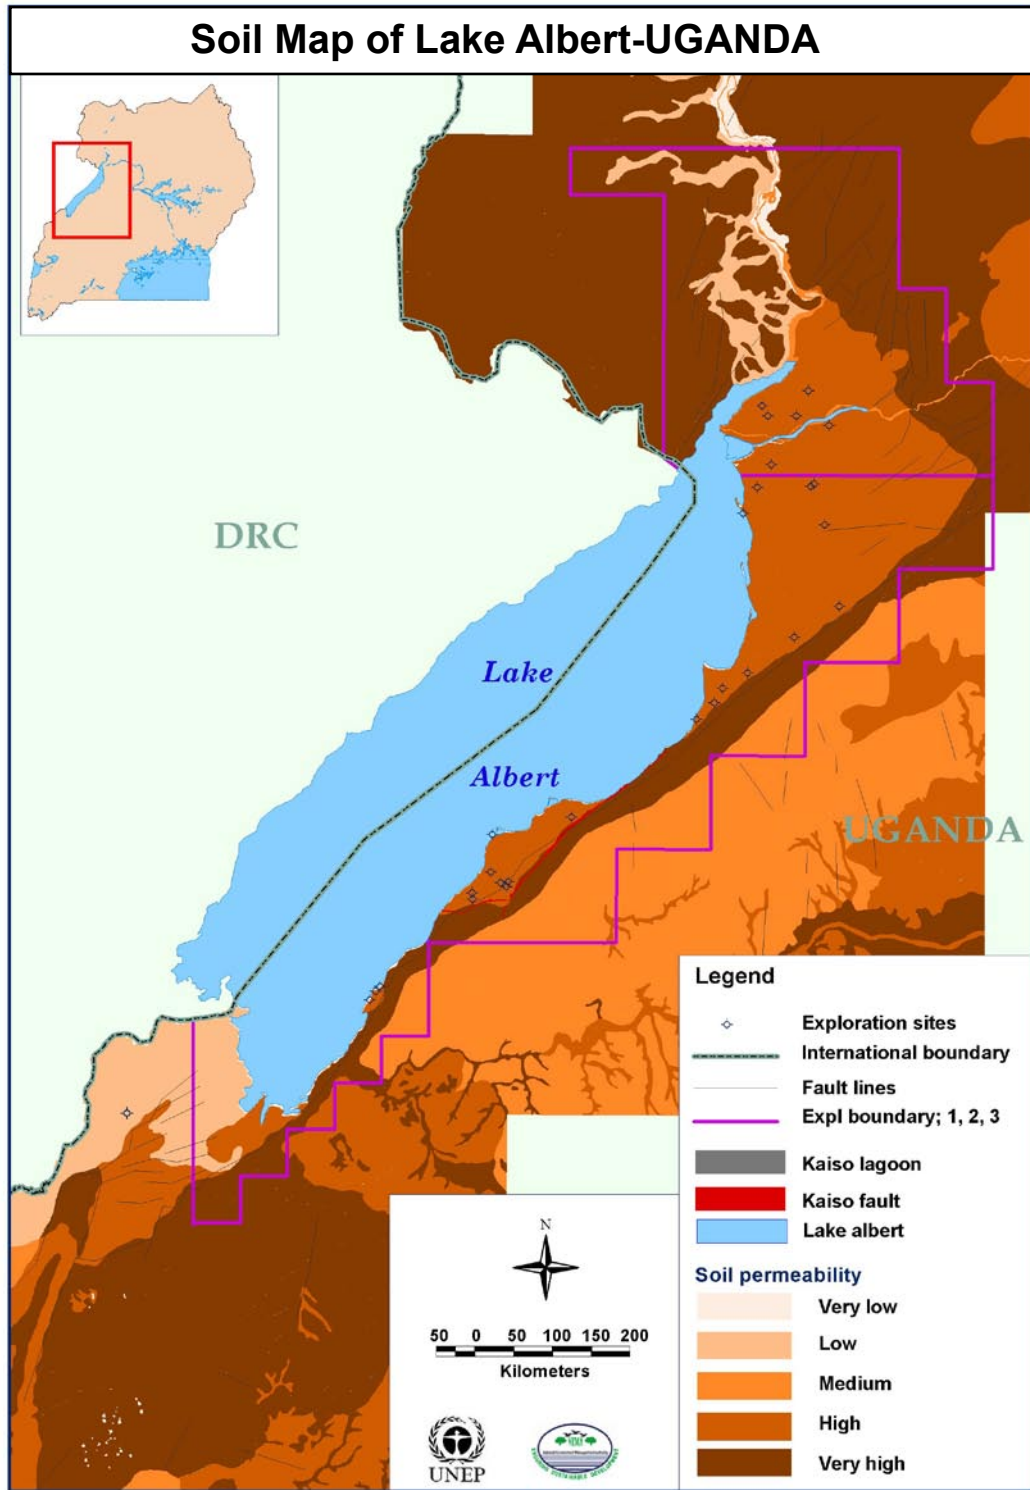 Soil Map of Lake Albert-UGANDA
DRC
Lake
Albert
UGANDA
Legend
Exploration sites
International boundary
Fault lines
Expl boundary; 1, 2, 3
Kaiso lagoon
Kaiso fault
Lake albert
Soil permeability
Very low
Low
Medium
High
Very high
N
50 0 50 100 150 200
Kilometers
UNEP